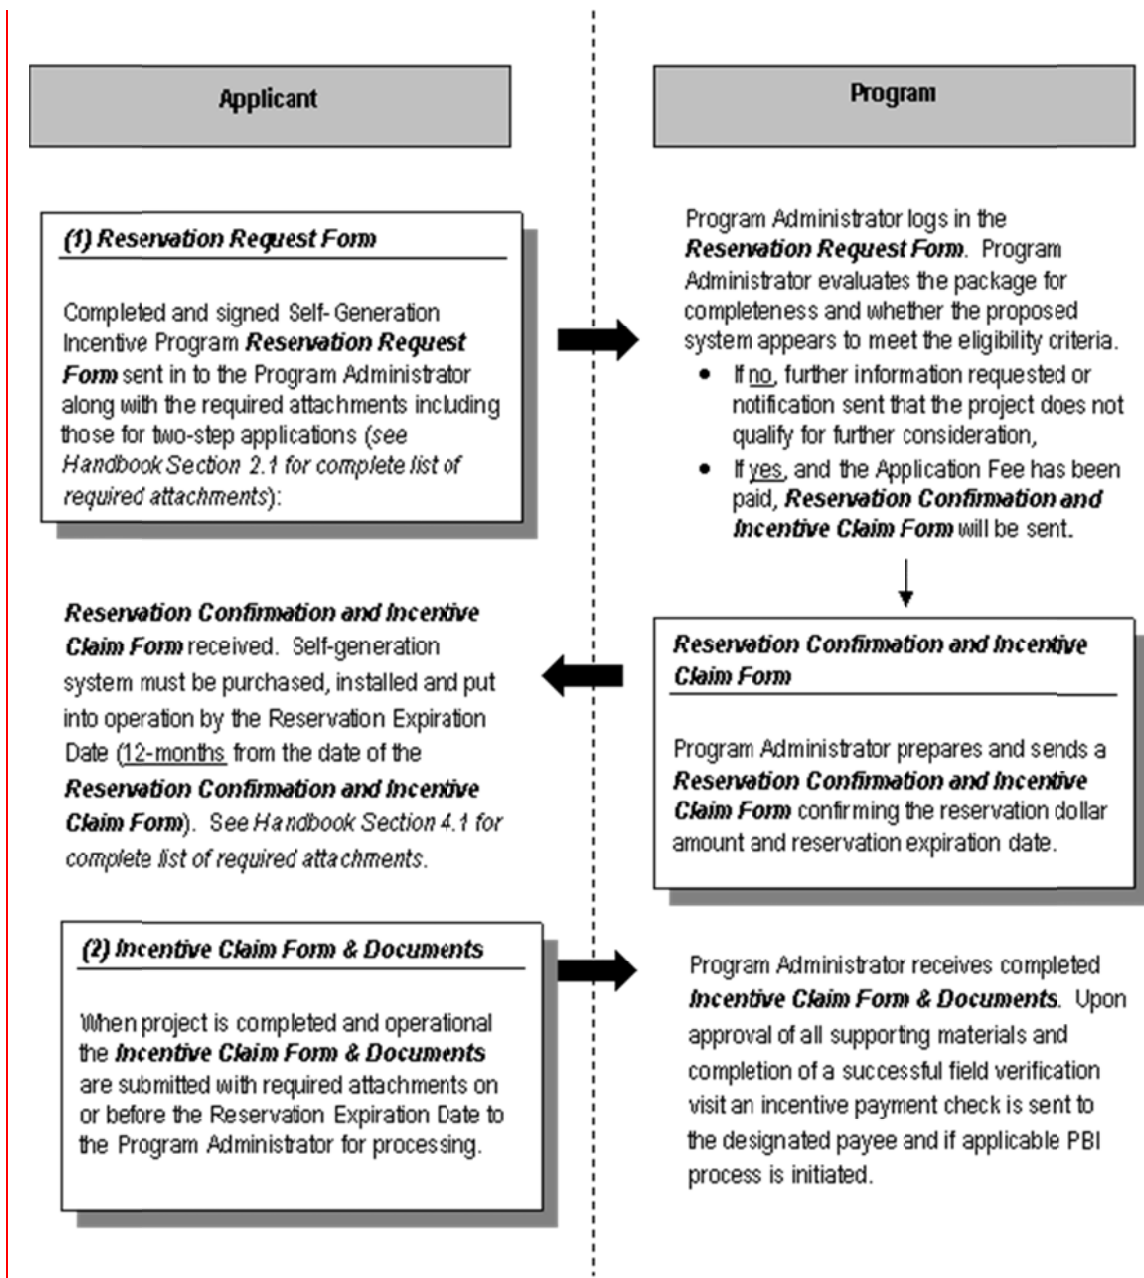 Applicant
Program
(1) Reservation Request Form
Completed and signed Self-Generation
Incentive Program Reservation Request
Form sent in to the Program Administrator
along with the required attachments including
those for two-step applications (see
Handbook Section 2.1 for complete list of
required attachments):
Program Administrator logs in the
Reservation Request Form. Program
Administrator evaluates the package for
completeness and whether the proposed
system appears to meet the eligibility criteria.
• If no, further information requested or
notification sent that the project does not
qualify for further consideration,
• If yes, and the Application Fee has been
paid, Reservation Confirmation and
Incentive Claim Form will be sent.
Reservation Confirmation and Incentive
Claim Form
Program Administrator prepares and sends a
Reservation Confirmation and Incentive
Claim Form confirming the reservation dollar
amount and reservation expiration date.
Reservation Confirmation and Incentive
Claim Form received. Self-generation
system must be purchased, installed and put
into operation by the Reservation Expiration
Date (12-months from the date of the
Reservation Confirmation and Incentive
Claim Form). See Handbook Section 4.1 for
complete list of required attachments.
(2) Incentive Claim Form & Documents
When project is completed and operational
the Incentive Claim Form & Documents
are submitted with required attachments on
or before the Reservation Expiration Date to
the Program Administrator for processing.
Program Administrator receives completed
Incentive Claim Form & Documents. Upon
approval of all supporting materials and
completion of a successful field verification
visit an incentive payment check is sent to
the designated payee and if applicable PBI
process is initiated.